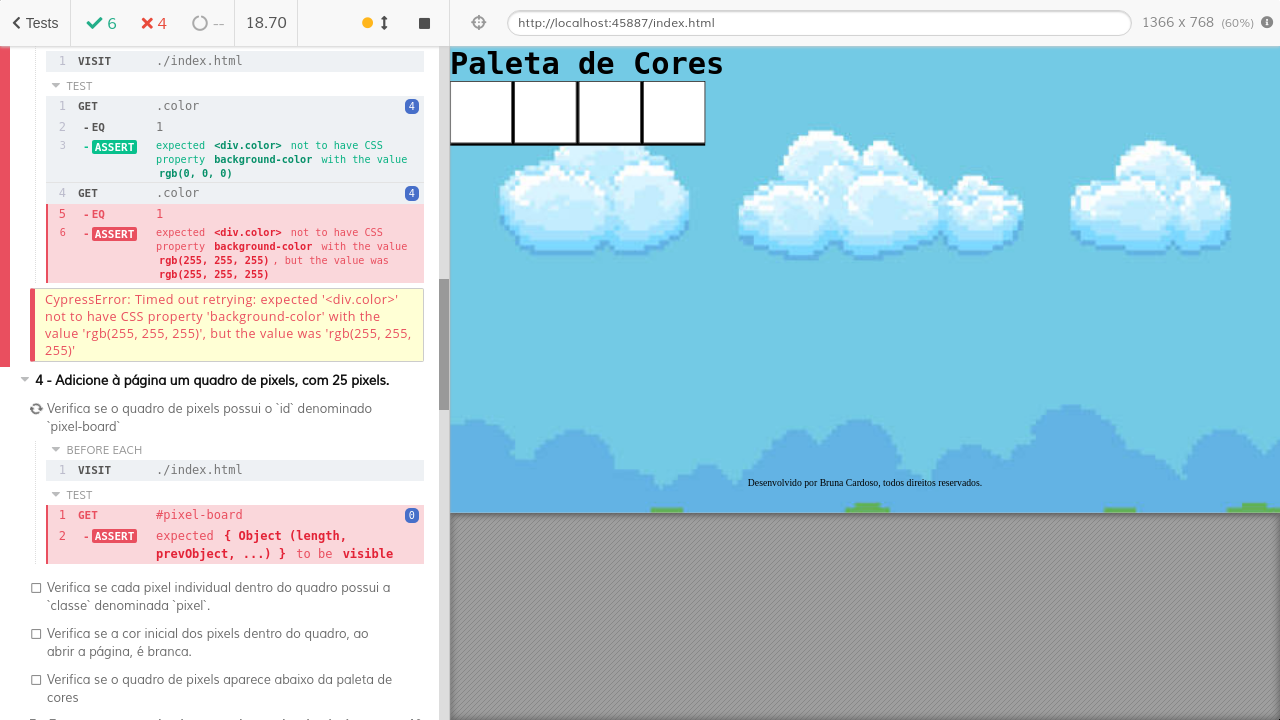 Tests
6
4
--
18.70
http://localhost:45887/index.html
1366 x 768 (60%)
1 VISIT ./index.html
TEST
1 GET .color 4
2 - EQ 1
3 - ASSERT expected <div.color> not to have CSS
property background-color with the value
rgb(0, 0, 0)
4 GET .color 4
5 - EQ 1
6 - ASSERT expected <div.color> not to have CSS
property background-color with the value
rgb(255, 255, 255) , but the value was
rgb(255, 255, 255)
CypressError: Timed out retrying: expected '<div.color>'
not to have CSS property 'background-color' with the
value 'rgb(255, 255, 255)', but the value was 'rgb(255, 255,
255)'
4 - Adicione à página um quadro de pixels, com 25 pixels.
Verifica se o quadro de pixels possui o `id` denominado
`pixel-board`
BEFORE EACH
1 VISIT ./index.html
TEST
1 GET #pixel-board 0
2 - ASSERT expected { Object (length,
prevObject, ...) } to be visible
Verifica se cada pixel individual dentro do quadro possui a
`classe` denominada `pixel`.
Verifica se a cor inicial dos pixels dentro do quadro, ao
abrir a página, é branca.
Verifica se o quadro de pixels aparece abaixo da paleta de
cores
Paleta de Cores
Desenvolvido por Bruna Cardoso, todos direitos reservados.